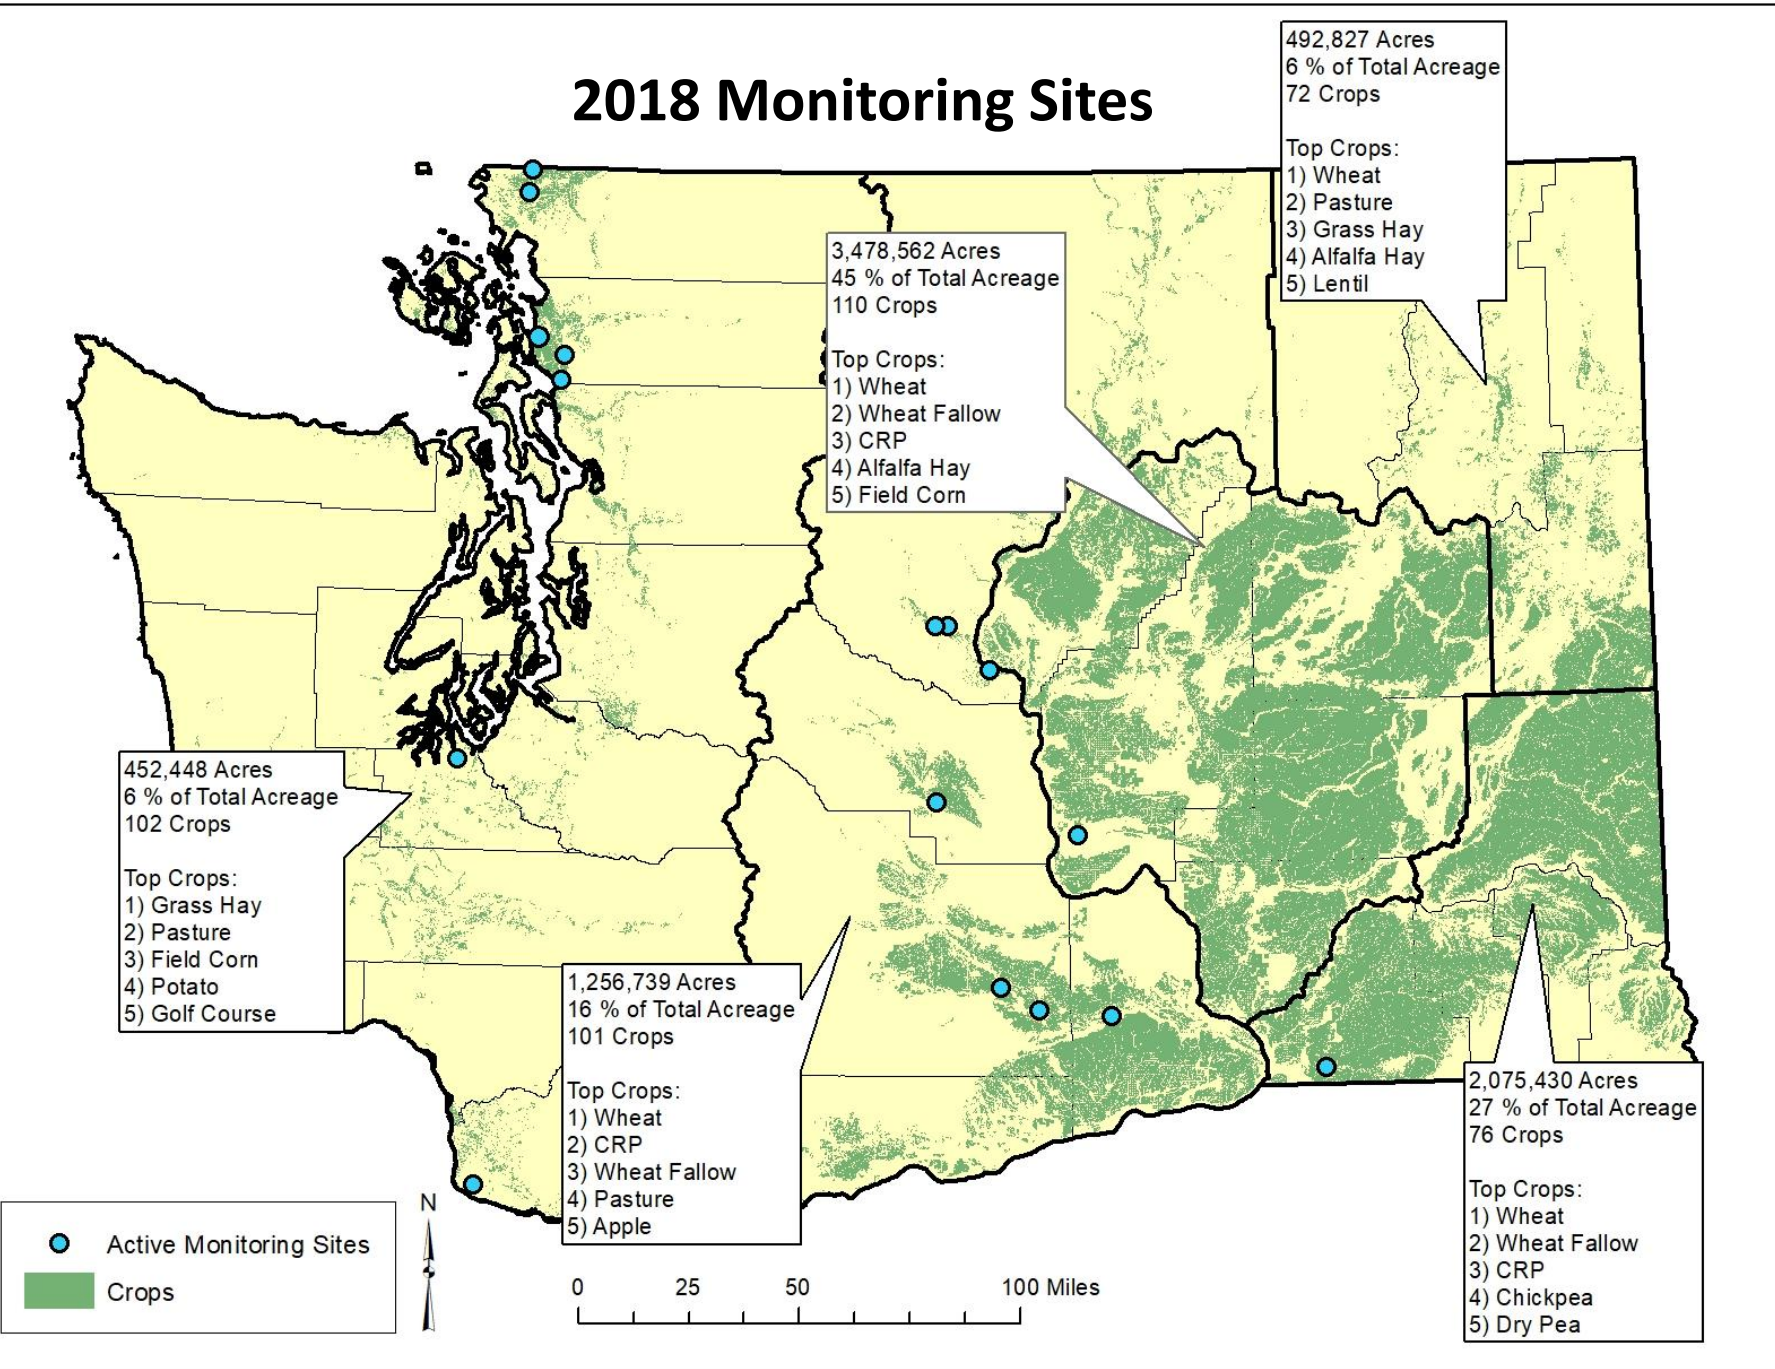 2018 Monitoring Sites
492,827 Acres
6 % of Total Acreage
72 Crops
Top Crops:
1) Wheat
2) Pasture
3) Grass Hay
4) Alfalfa Hay
5) Lentil
3,478,562 Acres
45 % of Total Acreage
110 Crops
Top Crops:
1) Wheat
2) Wheat Fallow
3) CRP
4) Alfalfa Hay
5) Field Corn
452,448 Acres
6 % of Total Acreage
102 Crops
Top Crops:
1) Grass Hay
2) Pasture
3) Field Corn
4) Potato
5) Golf Course
1,256,739 Acres
16 % of Total Acreage
101 Crops
Top Crops:
1) Wheat
2) CRP
3) Wheat Fallow
4) Pasture
5) Apple
2,075,430 Acres
27 % of Total Acreage
76 Crops
Top Crops:
1) Wheat
2) Wheat Fallow
3) CRP
4) Chickpea
5) Dry Pea
Active Monitoring Sites
Crops
N
0 25 50 100 Miles